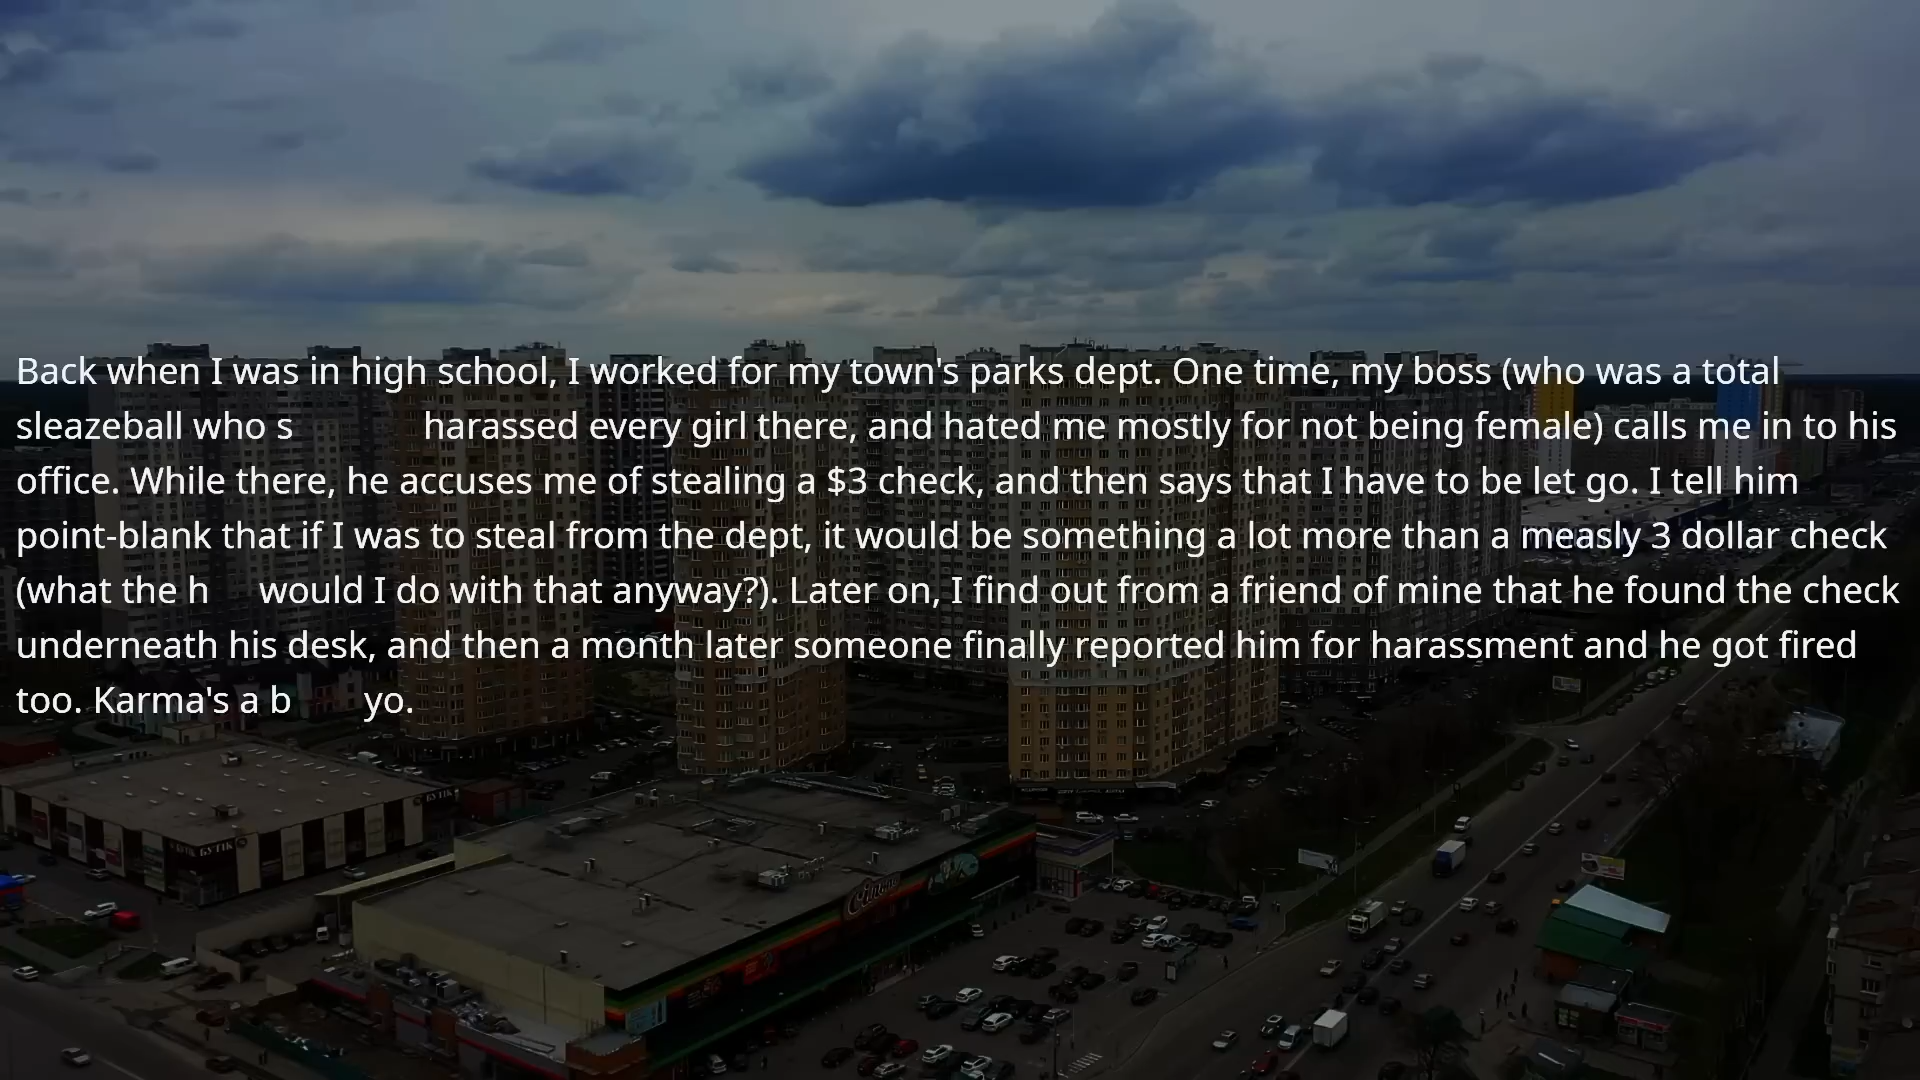 Back when I was in high school, I worked for my town's parks dept. One time, my boss (who was a total
sleazeball who s harassed every girl there, and hated me mostly for not being female) calls me in to his
office. While there, he accuses me of stealing a $3 check, and then says that I have to be let go. I tell him
point-blank that if I was to steal from the dept, it would be something a lot more than a measly 3 dollar check
(what the h would I do with that anyway?). Later on, I find out from a friend of mine that he found the check
underneath his desk, and then a month later someone finally reported him for harassment and he got fired
too. Karma's a b yo.
БУТІК
БУТІК